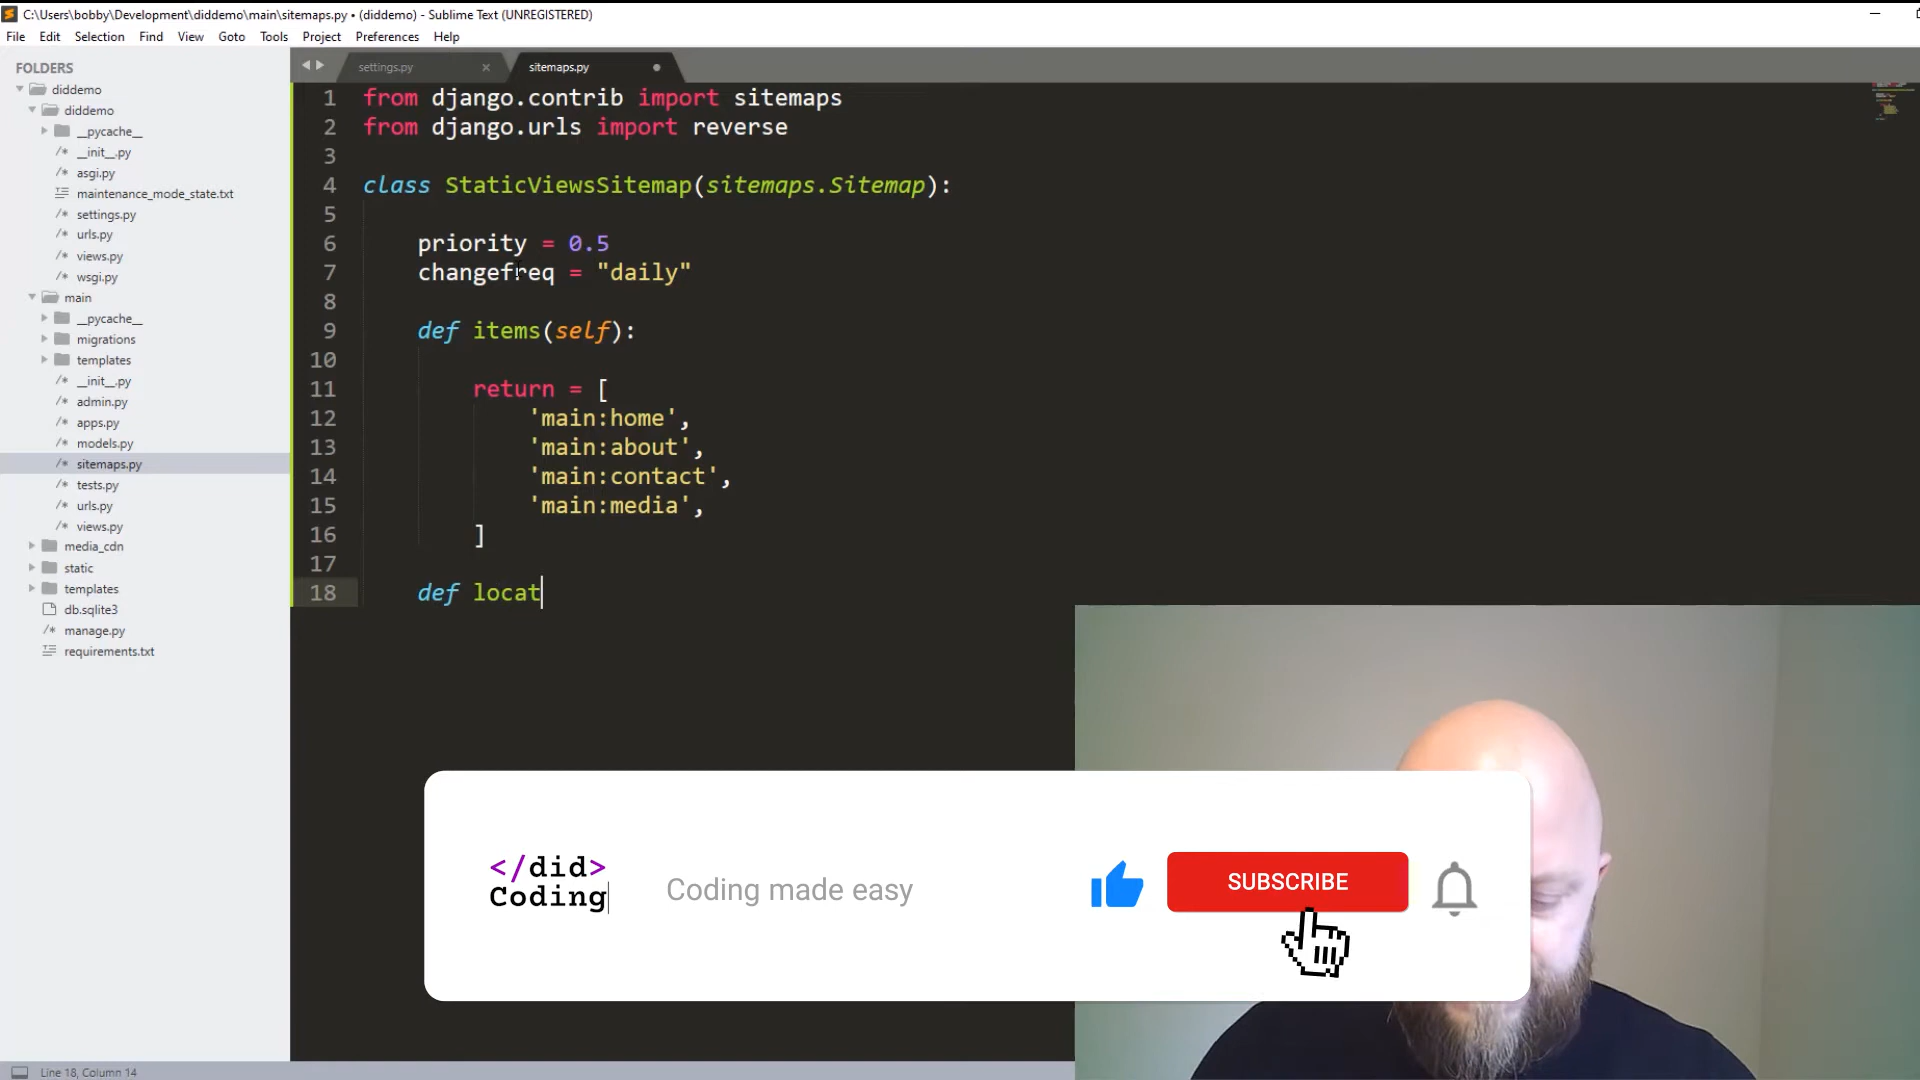 C:\Users\bobby\Development\diddemo\main\sitemaps.py • (diddemo) - Sublime Text (UNREGISTERED)
File Edit Selection Find View Goto Tools Project Preferences Help
FOLDERS
diddemo
diddemo
__pycache__
__init__.py
asgi.py
maintenance_mode_state.txt
settings.py
urls.py
views.py
wsgi.py
main
__pycache__
migrations
templates
__init__.py
admin.py
apps.py
models.py
sitemaps.py
tests.py
urls.py
views.py
media_cdn
static
templates
db.sqlite3
manage.py
requirements.txt
settings.py
sitemaps.py
1 from django.contrib import sitemaps
2 from django.urls import reverse
3
4 class StaticViewsSitemap(sitemaps.Sitemap):
5
6 priority = 0.5
7 changefreq = "daily"
8
9 def items(self):
10
11 return = [
12 'main:home',
13 'main:about',
14 'main:contact',
15 'main:media',
16 ]
17
18 def locat
</did>
Coding
Coding made easy
SUBSCRIBE
Line 18, Column 14